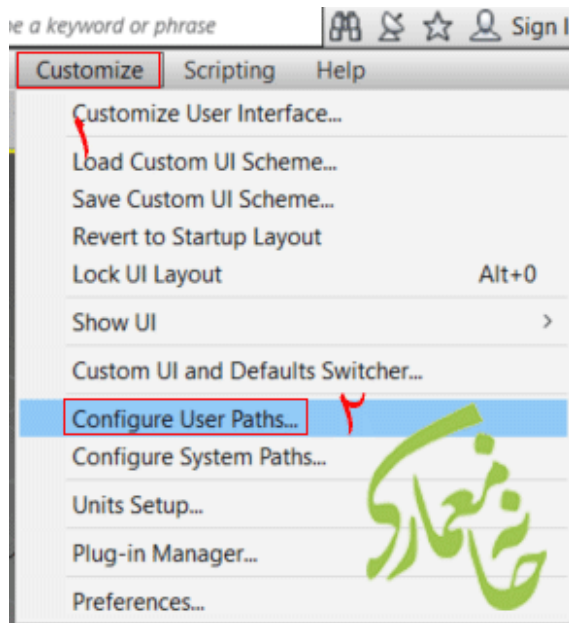 e a keyword or phrase
Sign I
Customize Scripting Help
Customize User Interface...
۱
Load Custom UI Scheme...
Save Custom UI Scheme...
Revert to Startup Layout
Lock UI Layout Alt+0
Show UI >
Custom UI and Defaults Switcher...
Configure User Paths... ۲
Configure System Paths...
Units Setup...
Plug-in Manager...
Preferences...
خانه معماری